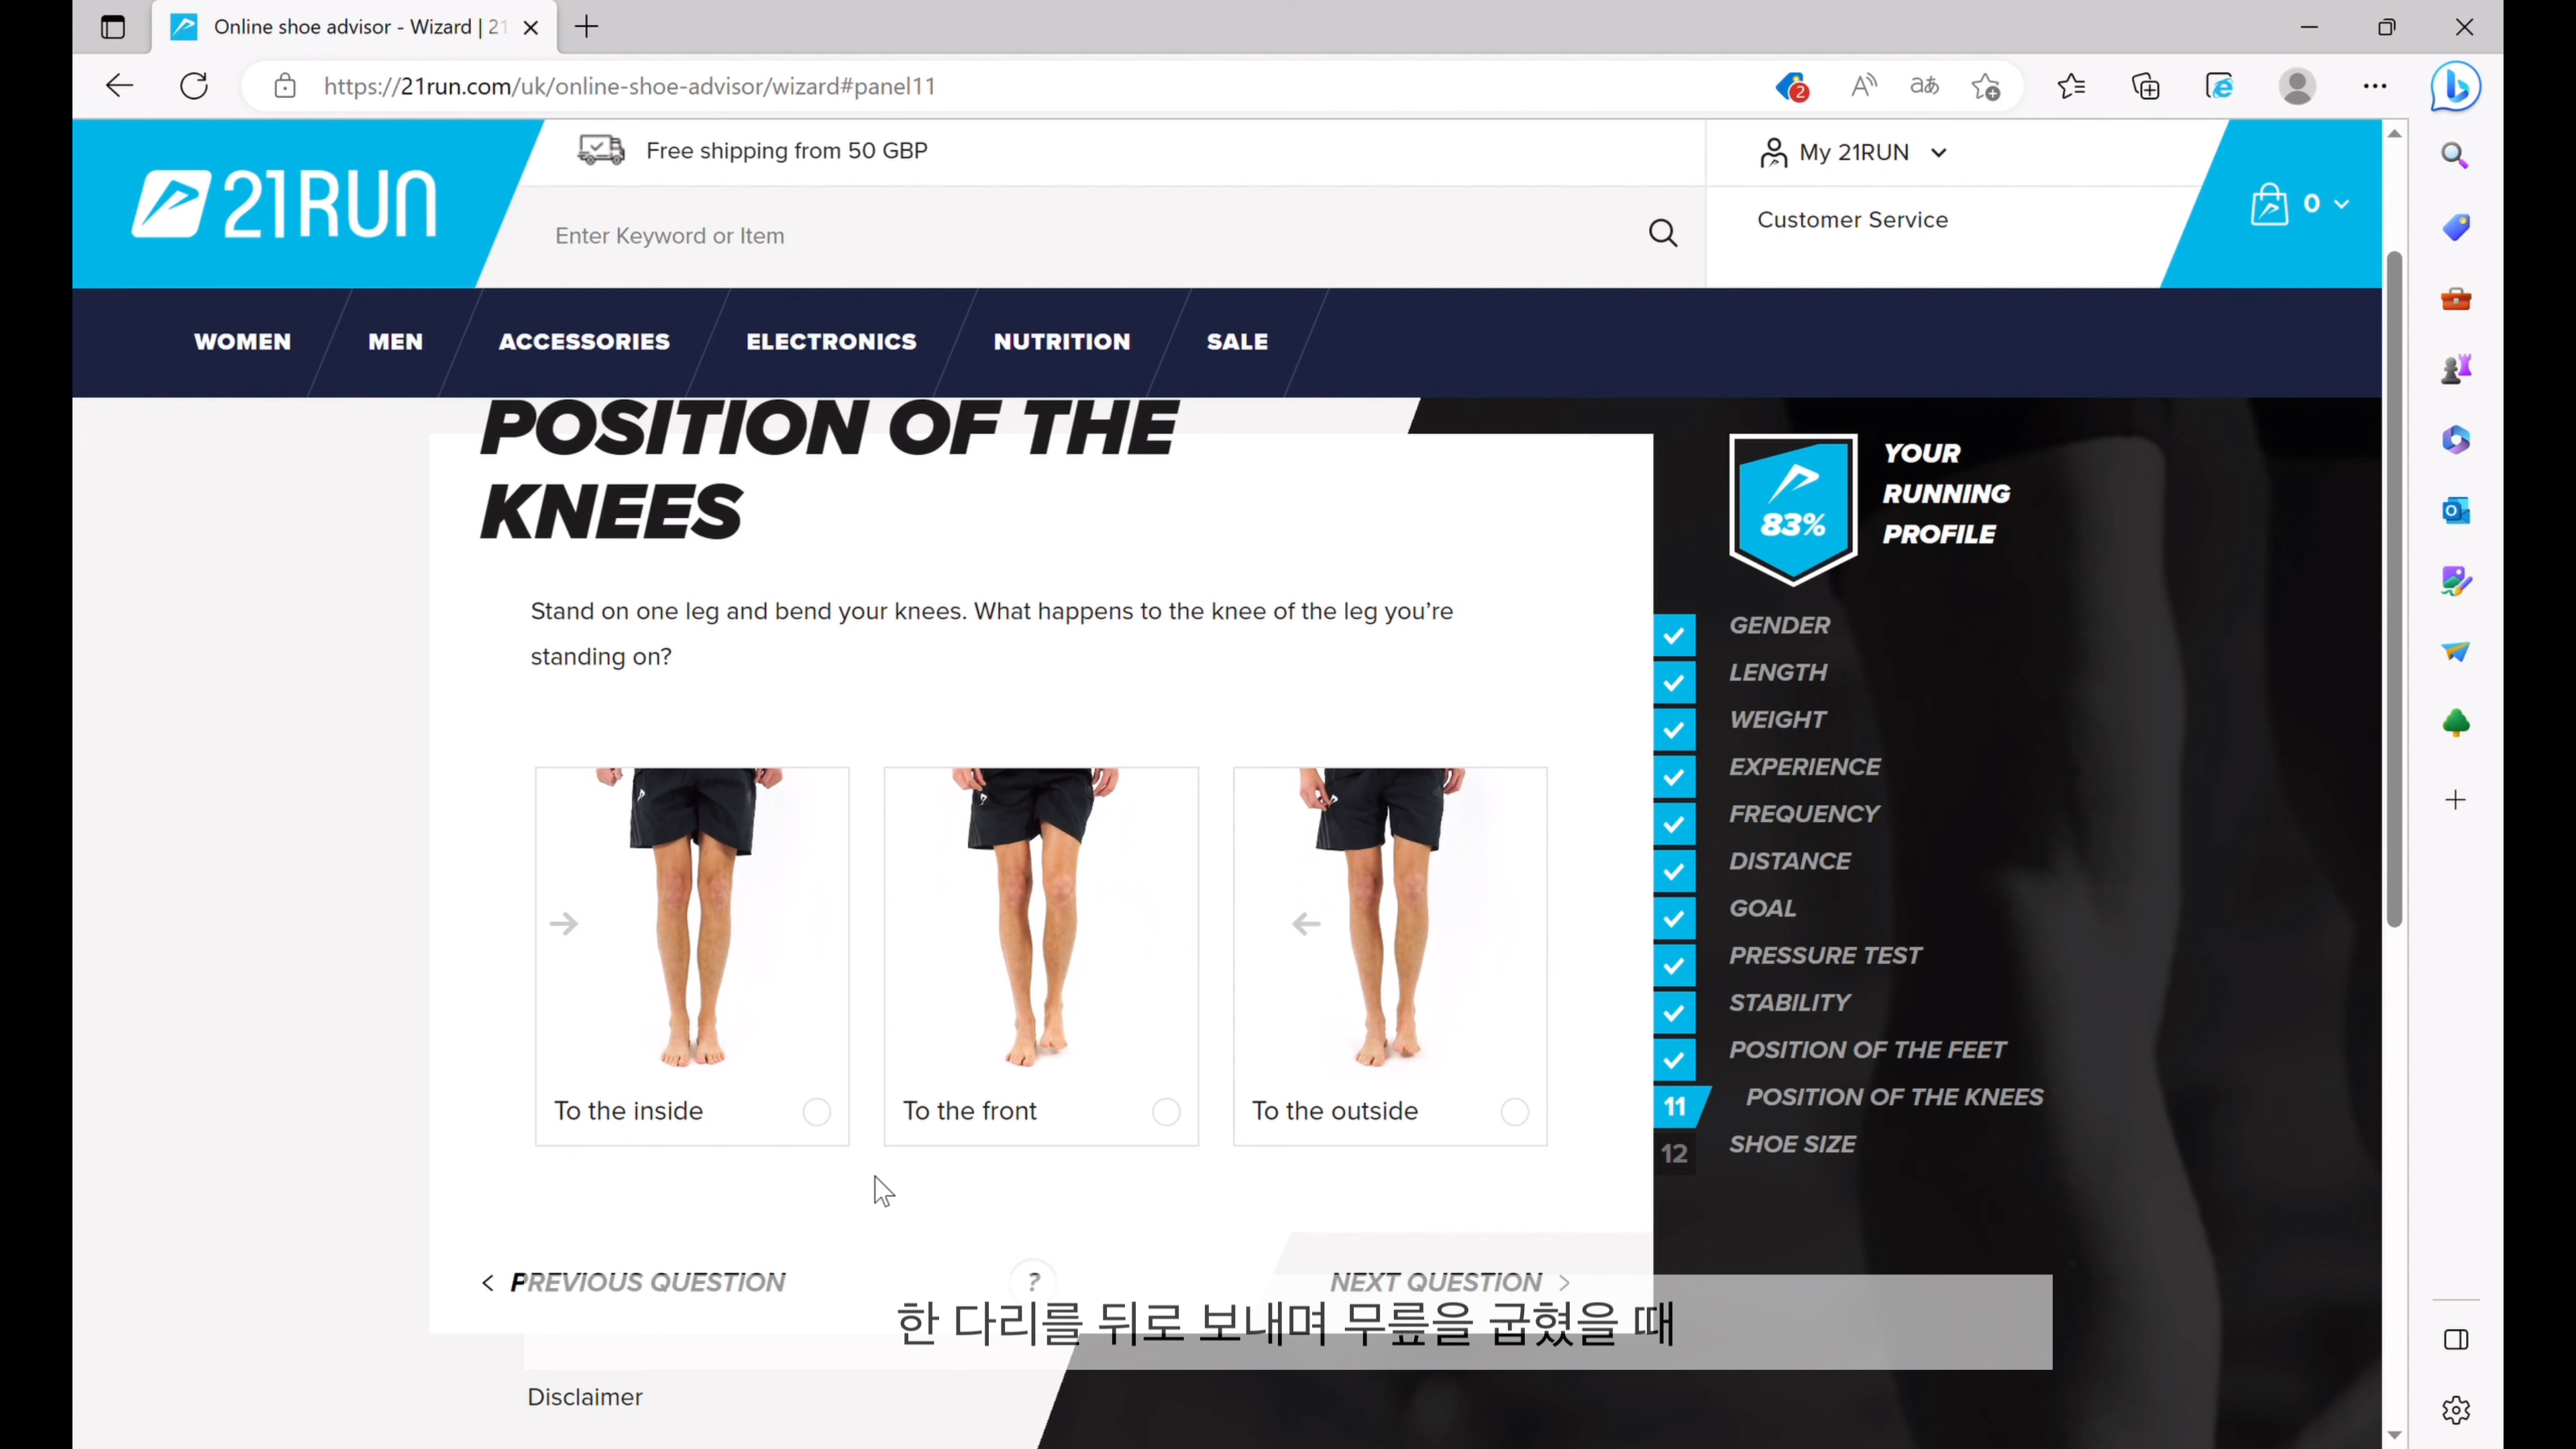 Online shoe advisor - Wizard | 21
https://21run.com/uk/online-shoe-advisor/wizard#panel11
2
21RUN
Free shipping from 50 GBP
My 21RUN
Enter Keyword or Item
Customer Service
0
WOMEN
MEN
ACCESSORIES
ELECTRONICS
NUTRITION
SALE
POSITION OF THE
KNEES
Stand on one leg and bend your knees. What happens to the knee of the leg you’re
standing on?
To the inside
To the front
To the outside
PREVIOUS QUESTION
?
NEXT QUESTION
83%
YOUR
RUNNING
PROFILE
GENDER
LENGTH
WEIGHT
EXPERIENCE
FREQUENCY
DISTANCE
GOAL
PRESSURE TEST
STABILITY
POSITION OF THE FEET
11 POSITION OF THE KNEES
12 SHOE SIZE
한 다리를 뒤로 보내며 무릎을 굽혔을 때
Disclaimer